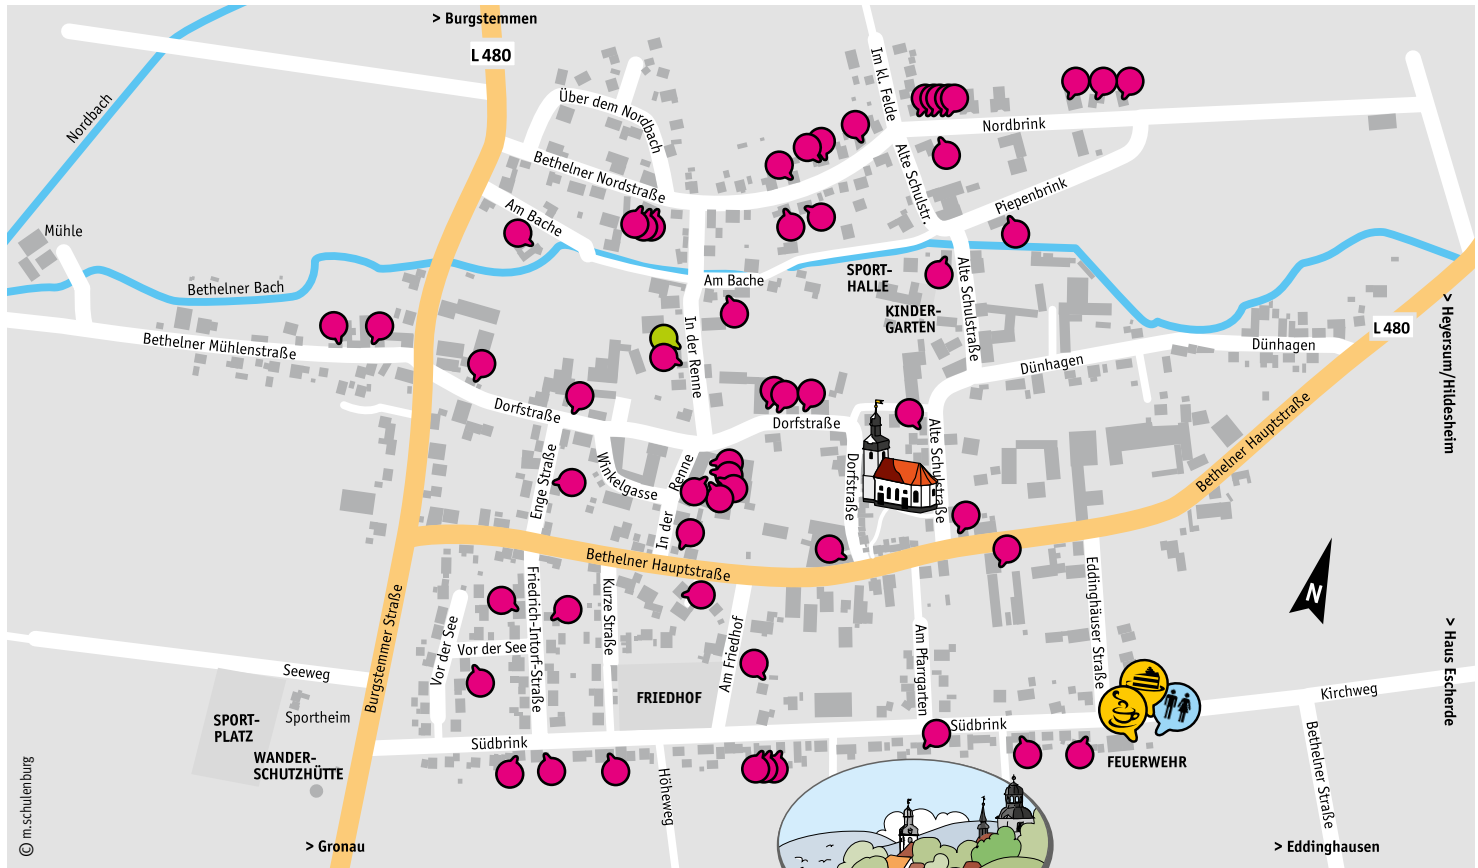 > Burgstemmen
L 480
Im kl. Felde
Über dem Nordbach
Nordbach
Nordbrink
Bethelner Nordstraße
Alte Schulstr.
Piepenbrink
Am Bache
Mühle
Bethelner Bach
Am Bache
SPORT-
HALLE
KINDER-
GARTEN
Alte Schulstraße
> Heyersum/Hildesheim
L 480
Bethelner Mühlenstraße
In der Renne
Dünhagen
Dünhagen
Dorfstraße
Dorfstraße
Bethelner Hauptstraße
Enge Straße
Winkelgasse
In der Renne
Dorfstraße
Alte Schulstraße
Bethelner Hauptstraße
N
Burgstemmer Straße
Vor der See
Vor der See
Friedrich-Intorf-Straße
Kurze Straße
Am Friedhof
Am Pfarrgarten
Eddinghäuser Straße
> Haus Escherde
Seeweg
FRIEDHOF
Kirchweg
SPORT-
PLATZ
Sportheim
Südbrink
Südbrink
WANDER-
SCHUTZHÜTTE
FEUERWEHR
Höheweg
Bethelner Straße
© m.schulenburg
> Gronau
> Eddinghausen